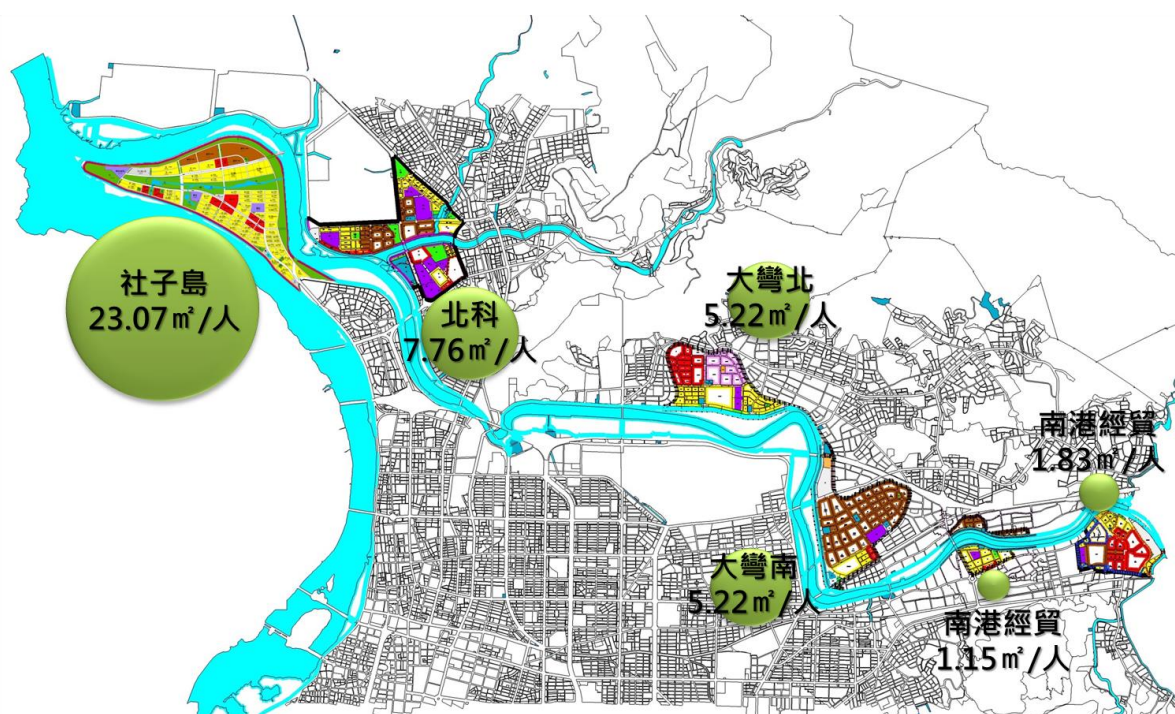 社子島
23.07㎡/人
北科
7.76㎡/人
大彎北
5.22㎡/人
南港經貿
1.83㎡/人
大彎南
5.22㎡/人
南港經貿
1.15㎡/人